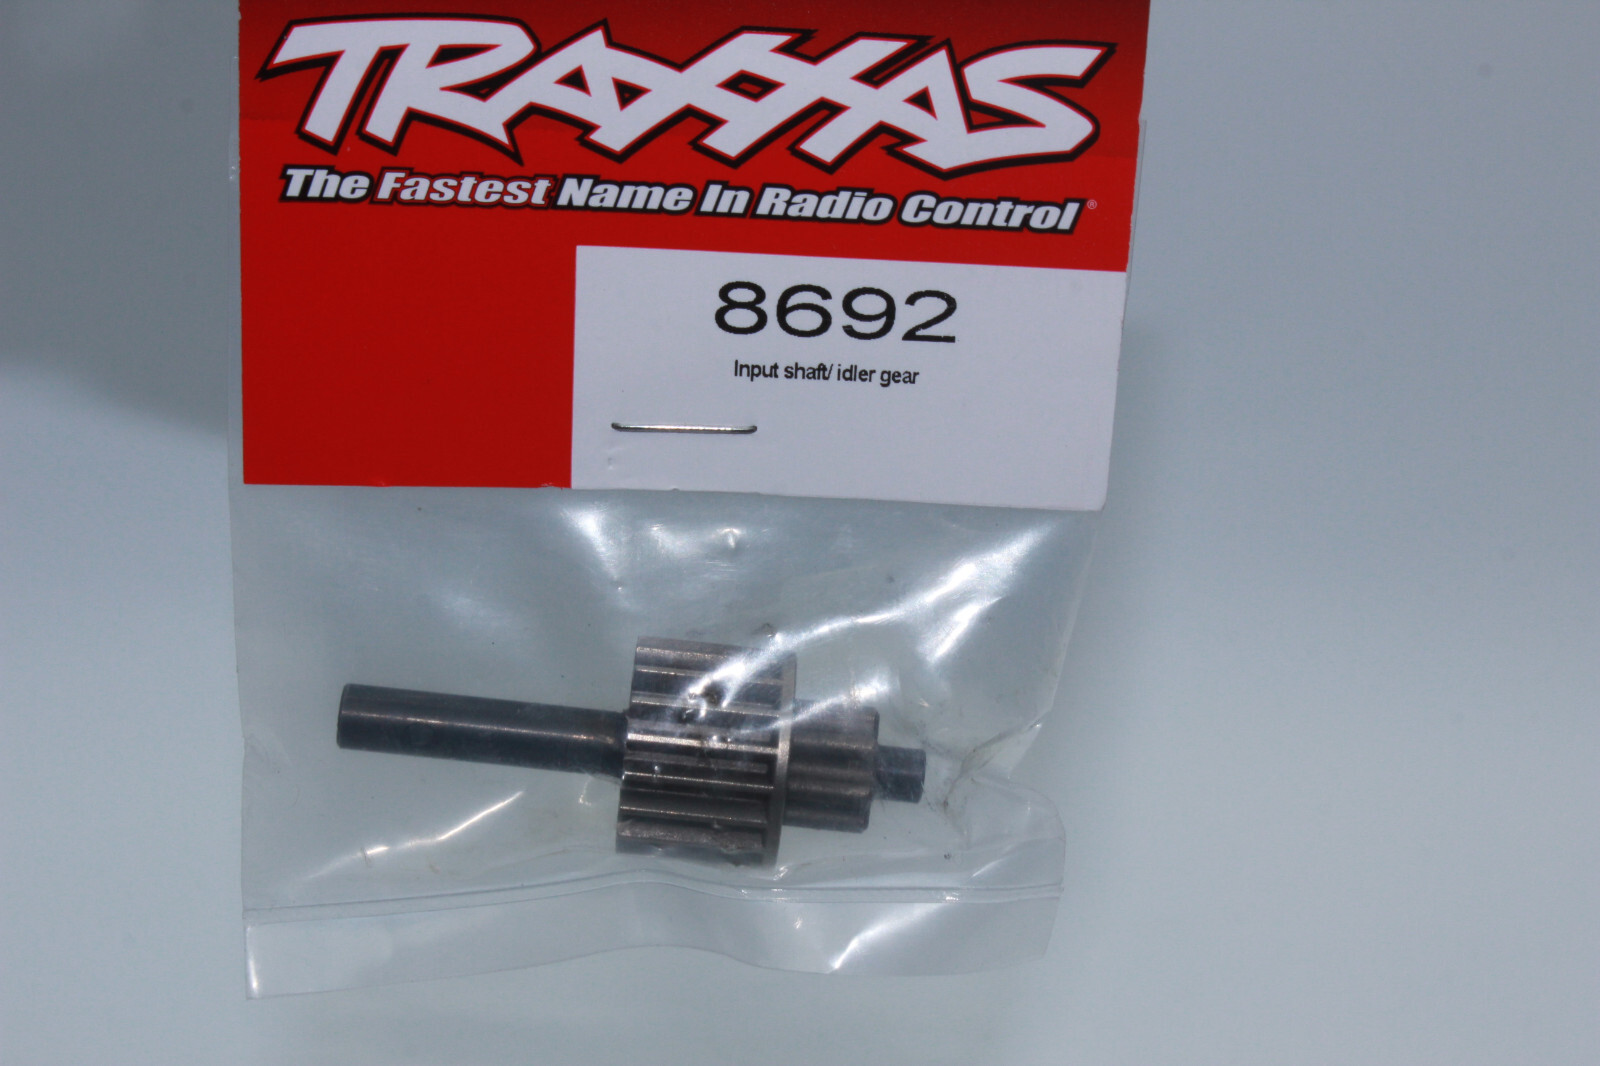 TRAXXAS
The Fastest Name In Radio Control®
8692
Input shaft/ idler gear